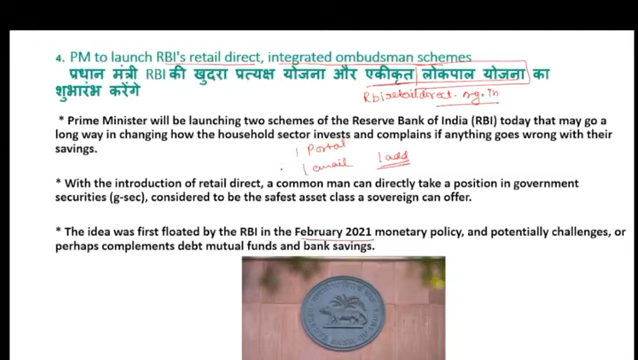 4. PM to launch RBI's retail direct, integrated ombudsman schemes
प्रधान मंत्री RBI की खुदरा प्रत्यक्ष योजना और एकीकृत लोकपाल योजना का
शुभारंभ करेंगे
Rbiretaildirect.org.in
* Prime Minister will be launching two schemes of the Reserve Bank of India (RBI) today that may go a
long way in changing how the household sector invests and complains if anything goes wrong with their
savings.
1 Portal
1 email 1 add
* With the introduction of retail direct, a common man can directly take a position in government
securities (g-sec), considered to be the safest asset class a sovereign can offer.
* The idea was first floated by the RBI in the February 2021 monetary policy, and potentially challenges, or
perhaps complements debt mutual funds and bank savings.